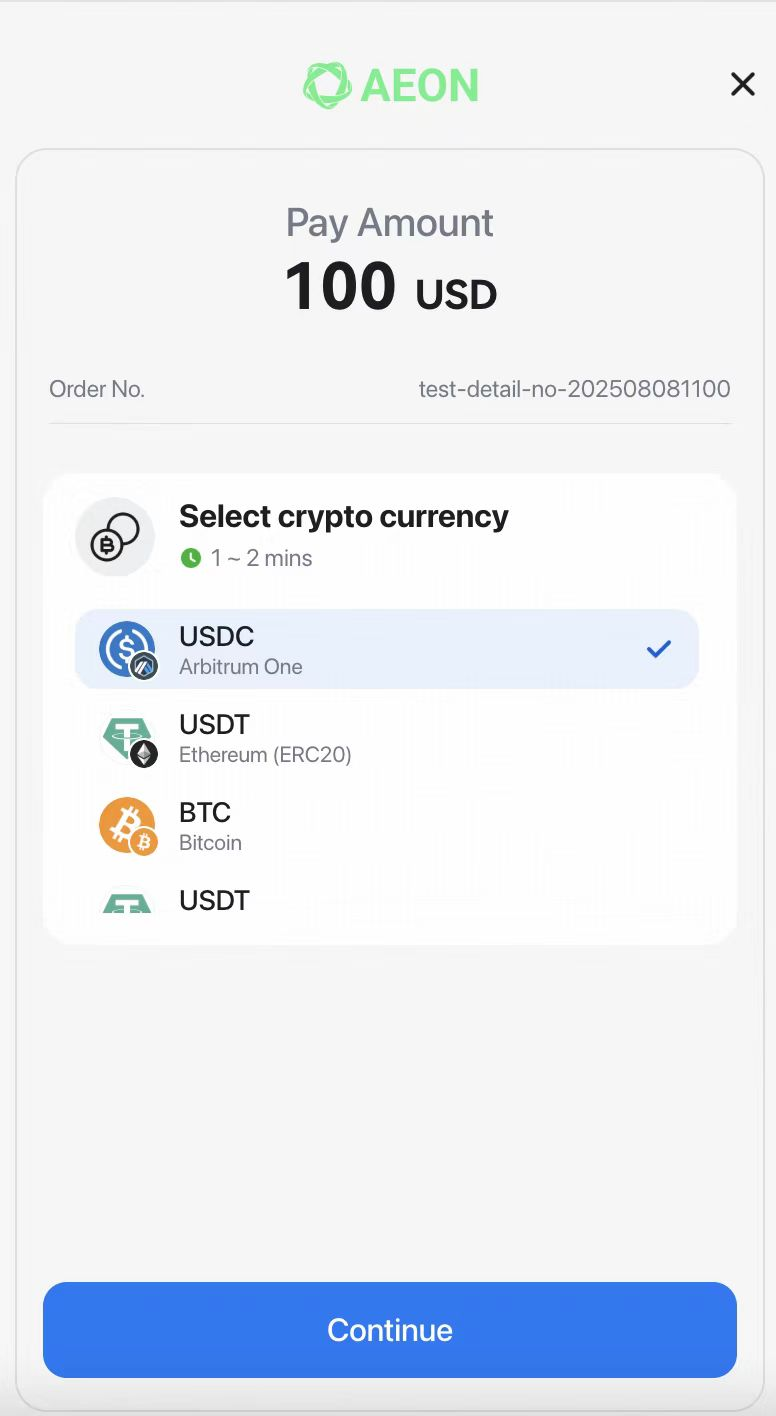 AEON
Pay Amount
100 USD
Order No. test-detail-no-202508081100
Select crypto currency
1 ~ 2 mins
USDC
Arbitrum One
USDT
Ethereum (ERC20)
BTC
Bitcoin
USDT
Continue